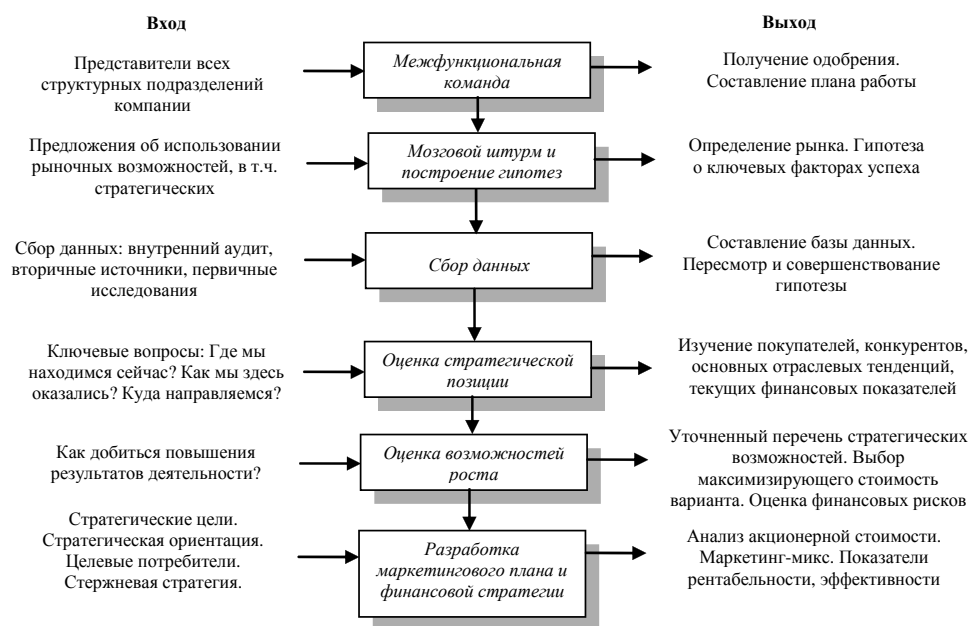 Вход
Выход
Представители всех
структурных подразделений
компании
Межфункциональная
команда
Получение одобрения.
Составление плана работы
Предложения об использовании
рыночных возможностей, в т.ч.
стратегических
Мозговой штурм и
построение гипотез
Определение рынка. Гипотеза
о ключевых факторах успеха
Сбор данных: внутренний аудит,
вторичные источники, первичные
исследования
Сбор данных
Составление базы данных.
Пересмотр и совершенствование
гипотезы
Ключевые вопросы: Где мы
находимся сейчас? Как мы здесь
оказались? Куда направляемся?
Оценка стратегической
позиции
Изучение покупателей, конкурентов,
основных отраслевых тенденций,
текущих финансовых показателей
Как добиться повышения
результатов деятельности?
Оценка возможностей
роста
Уточненный перечень стратегических
возможностей. Выбор
максимизирующего стоимость
варианта. Оценка финансовых рисков
Стратегические цели.
Стратегическая ориентация.
Целевые потребители.
Стержневая стратегия.
Разработка
маркетингового плана и
финансовой стратегии
Анализ акционерной стоимости.
Маркетинг-микс. Показатели
рентабельности, эффективности